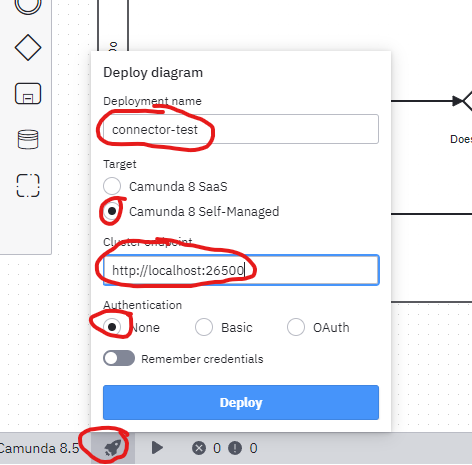 Deploy diagram
Deployment name
connector-test
Target
Camunda 8 SaaS
Camunda 8 Self-Managed
Cluster endpoint
http://localhost:26500
Authentication
None
Basic
OAuth
Remember credentials
Deploy
Does
Camunda 8.5
0
0